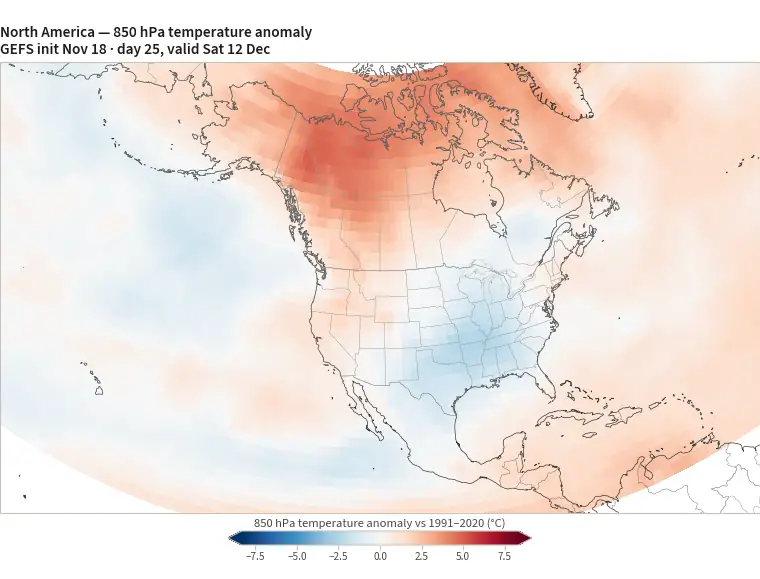 North America — 850 hPa temperature anomaly
GEFS init Nov 18 · day 25, valid Sat 12 Dec
850 hPa temperature anomaly vs 1991–2020 (°C)
−7.5 −5.0 −2.5 0.0 2.5 5.0 7.5